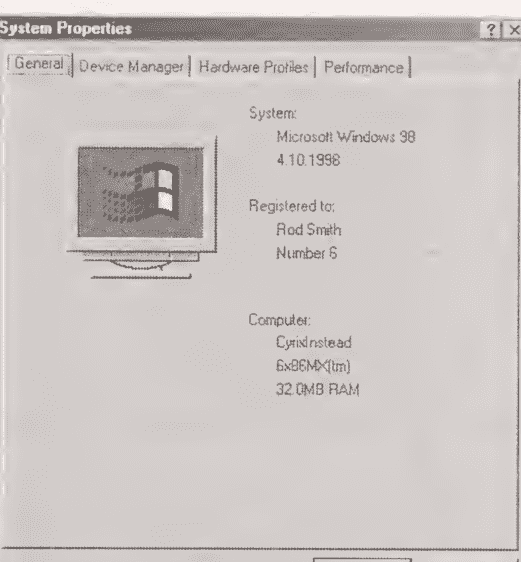 System Properties
? ×
General
Device Manager
Hardware Profiles
Performance
System:
Microsoft Windows 98
4.10.1998
Registered to:
Rod Smith
Number 6
Computer:
CyrixInstead
6x86MX(tm)
32.0MB RAM